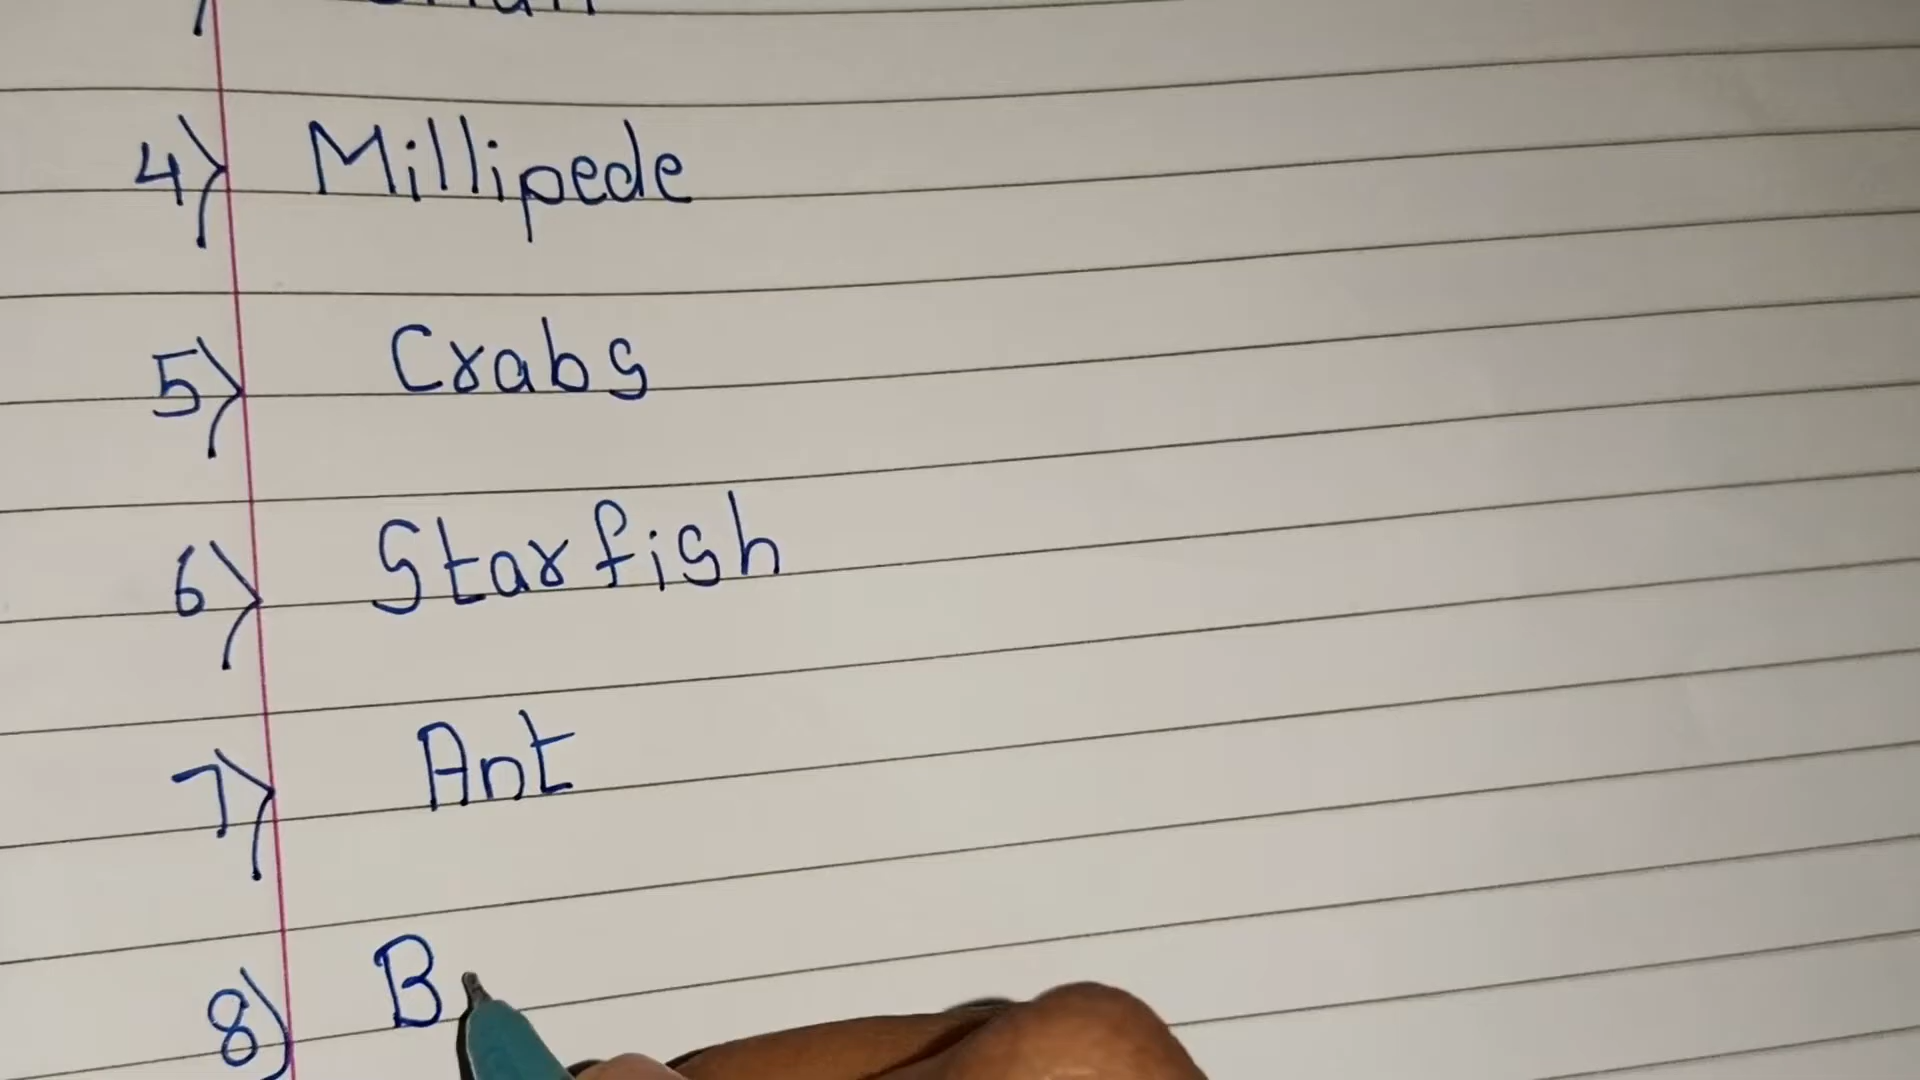 4) Millipede
5) Crabs
6) Starfish
7) Ant
8) B